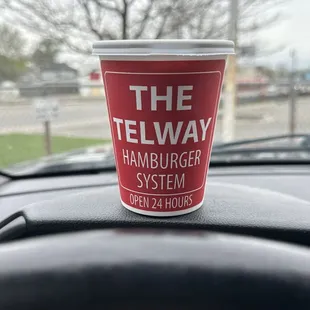 THE
TELWAY
HAMBURGER
SYSTEM
OPEN 24 HOURS